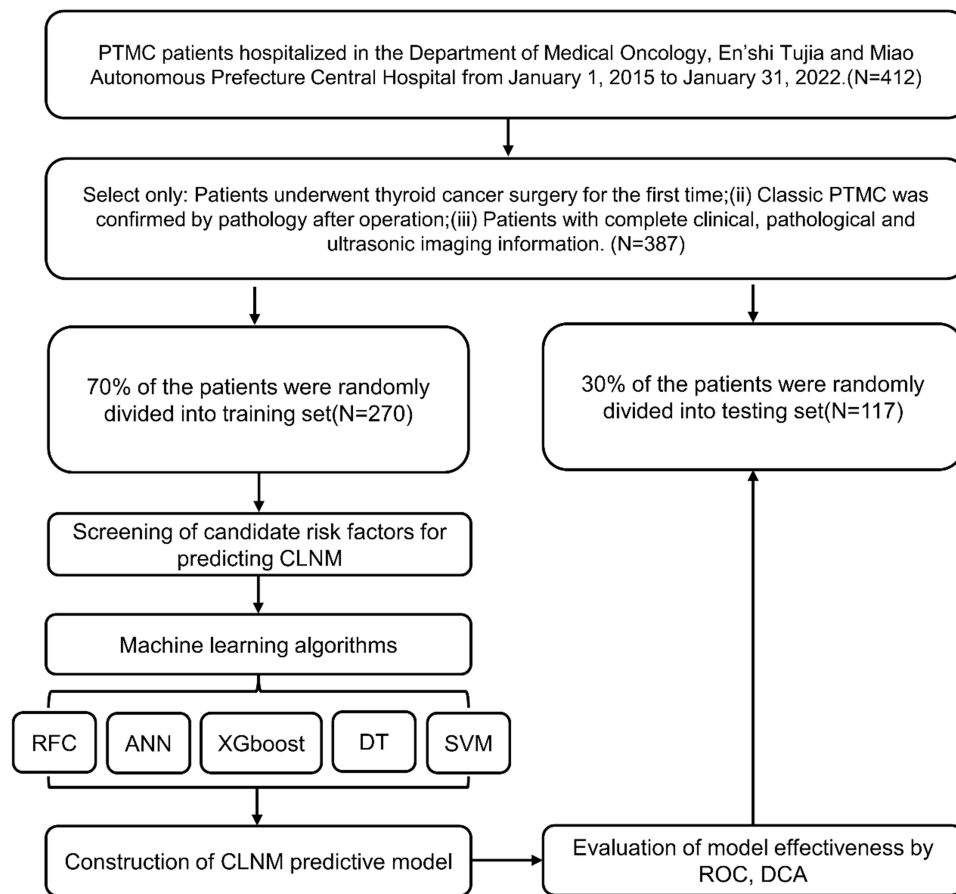 PTMC patients hospitalized in the Department of Medical Oncology, En'shi Tujia and Miao
Autonomous Prefecture Central Hospital from January 1, 2015 to January 31, 2022.(N=412)
Select only: Patients underwent thyroid cancer surgery for the first time;(ii) Classic PTMC was
confirmed by pathology after operation;(iii) Patients with complete clinical, pathological and
ultrasonic imaging information. (N=387)
70% of the patients were randomly
divided into training set(N=270)
30% of the patients were randomly
divided into testing set(N=117)
Screening of candidate risk factors for
predicting CLNM
Machine learning algorithms
RFC
ANN
XGboost
DT
SVM
Construction of CLNM predictive model
Evaluation of model effectiveness by
ROC, DCA